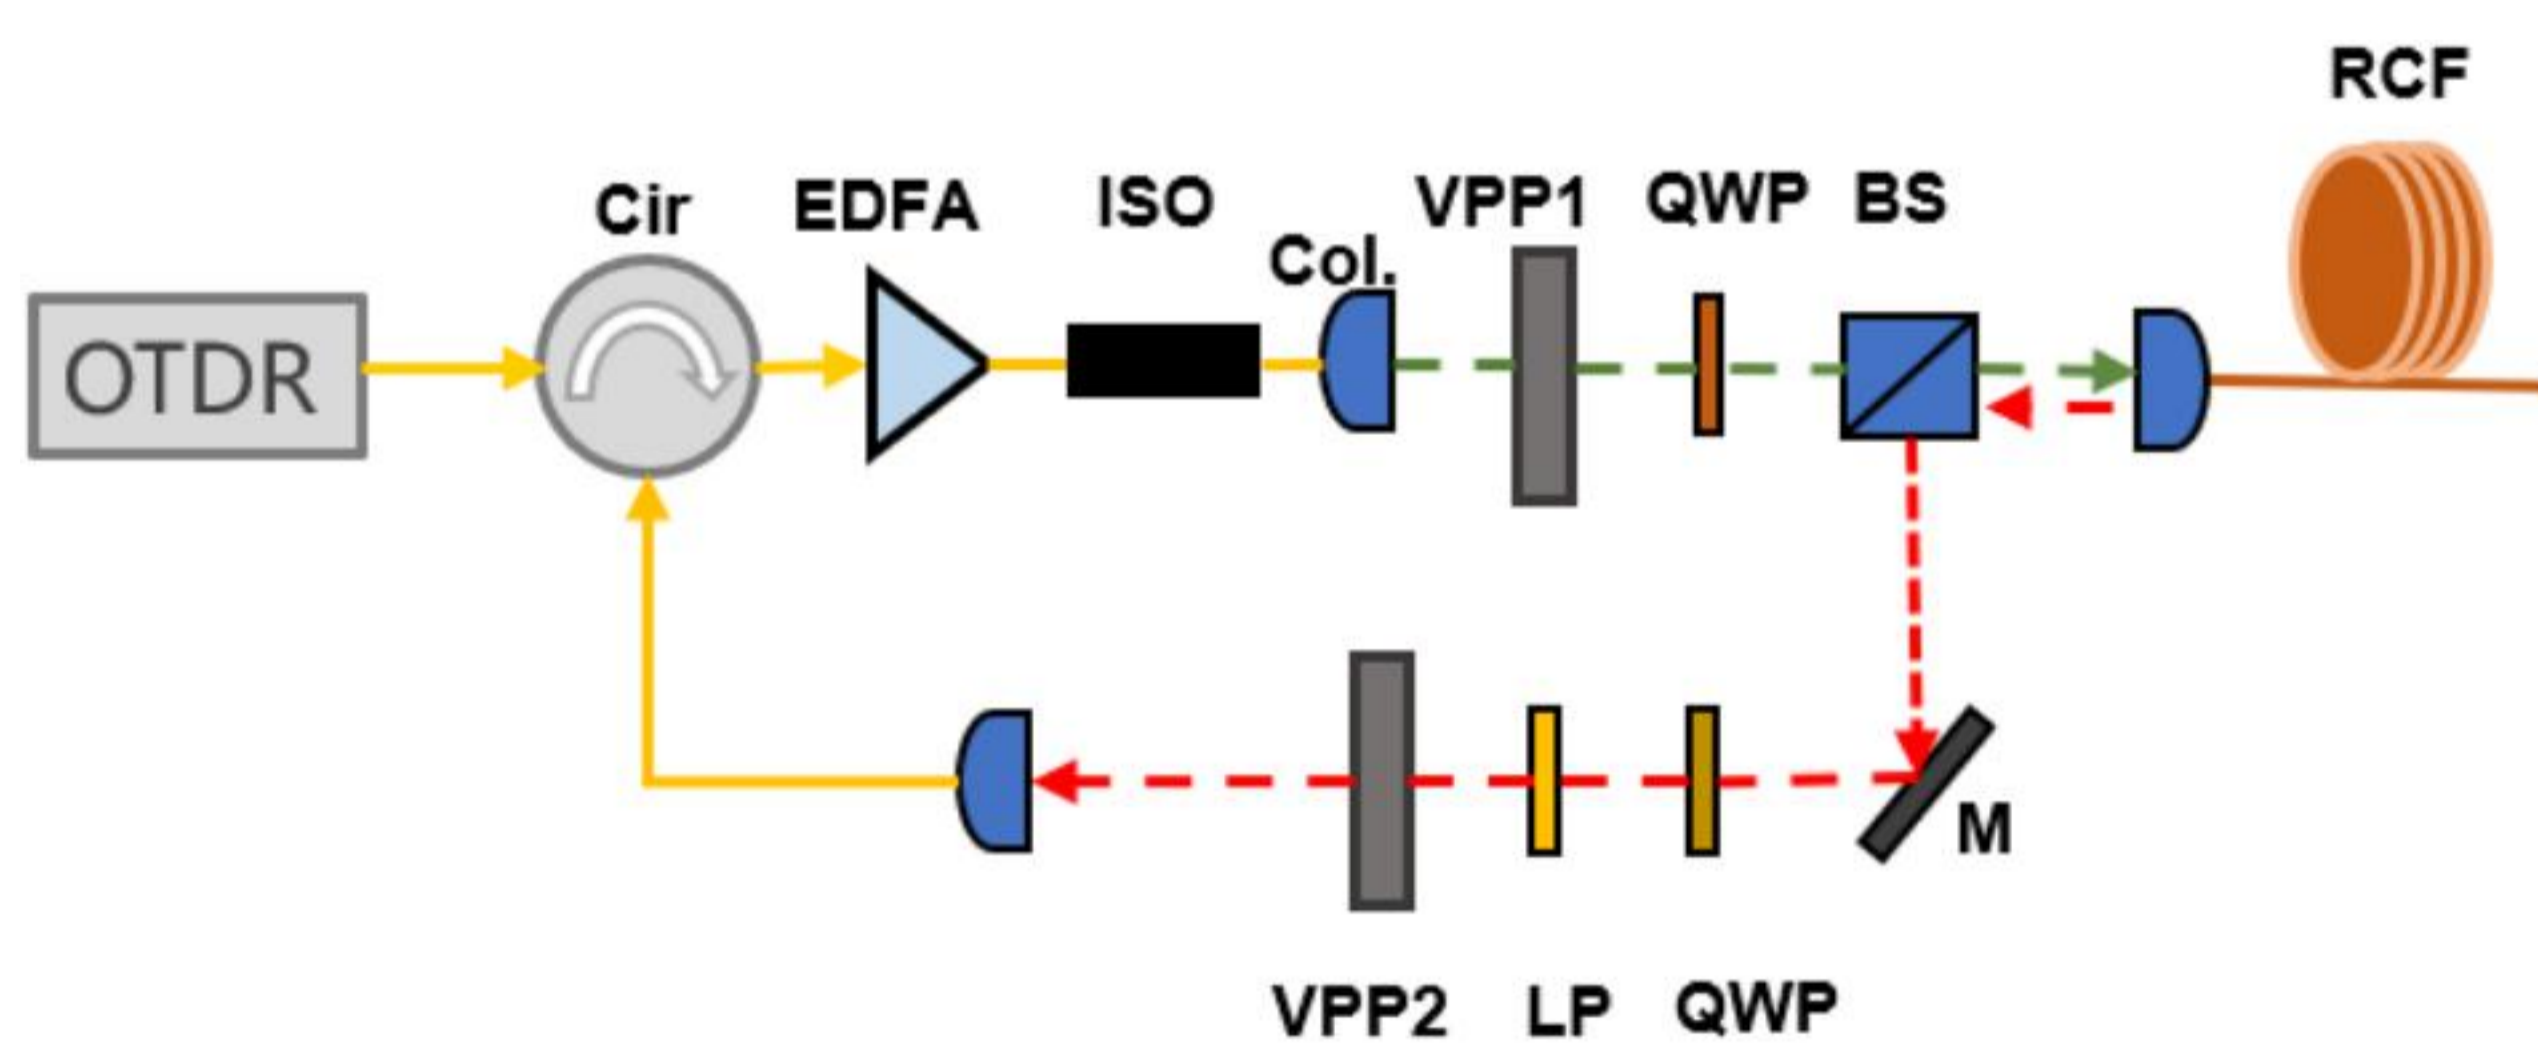 RCF
Cir EDFA ISO Col. VPP1 QWP BS
OTDR
M
VPP2 LP QWP